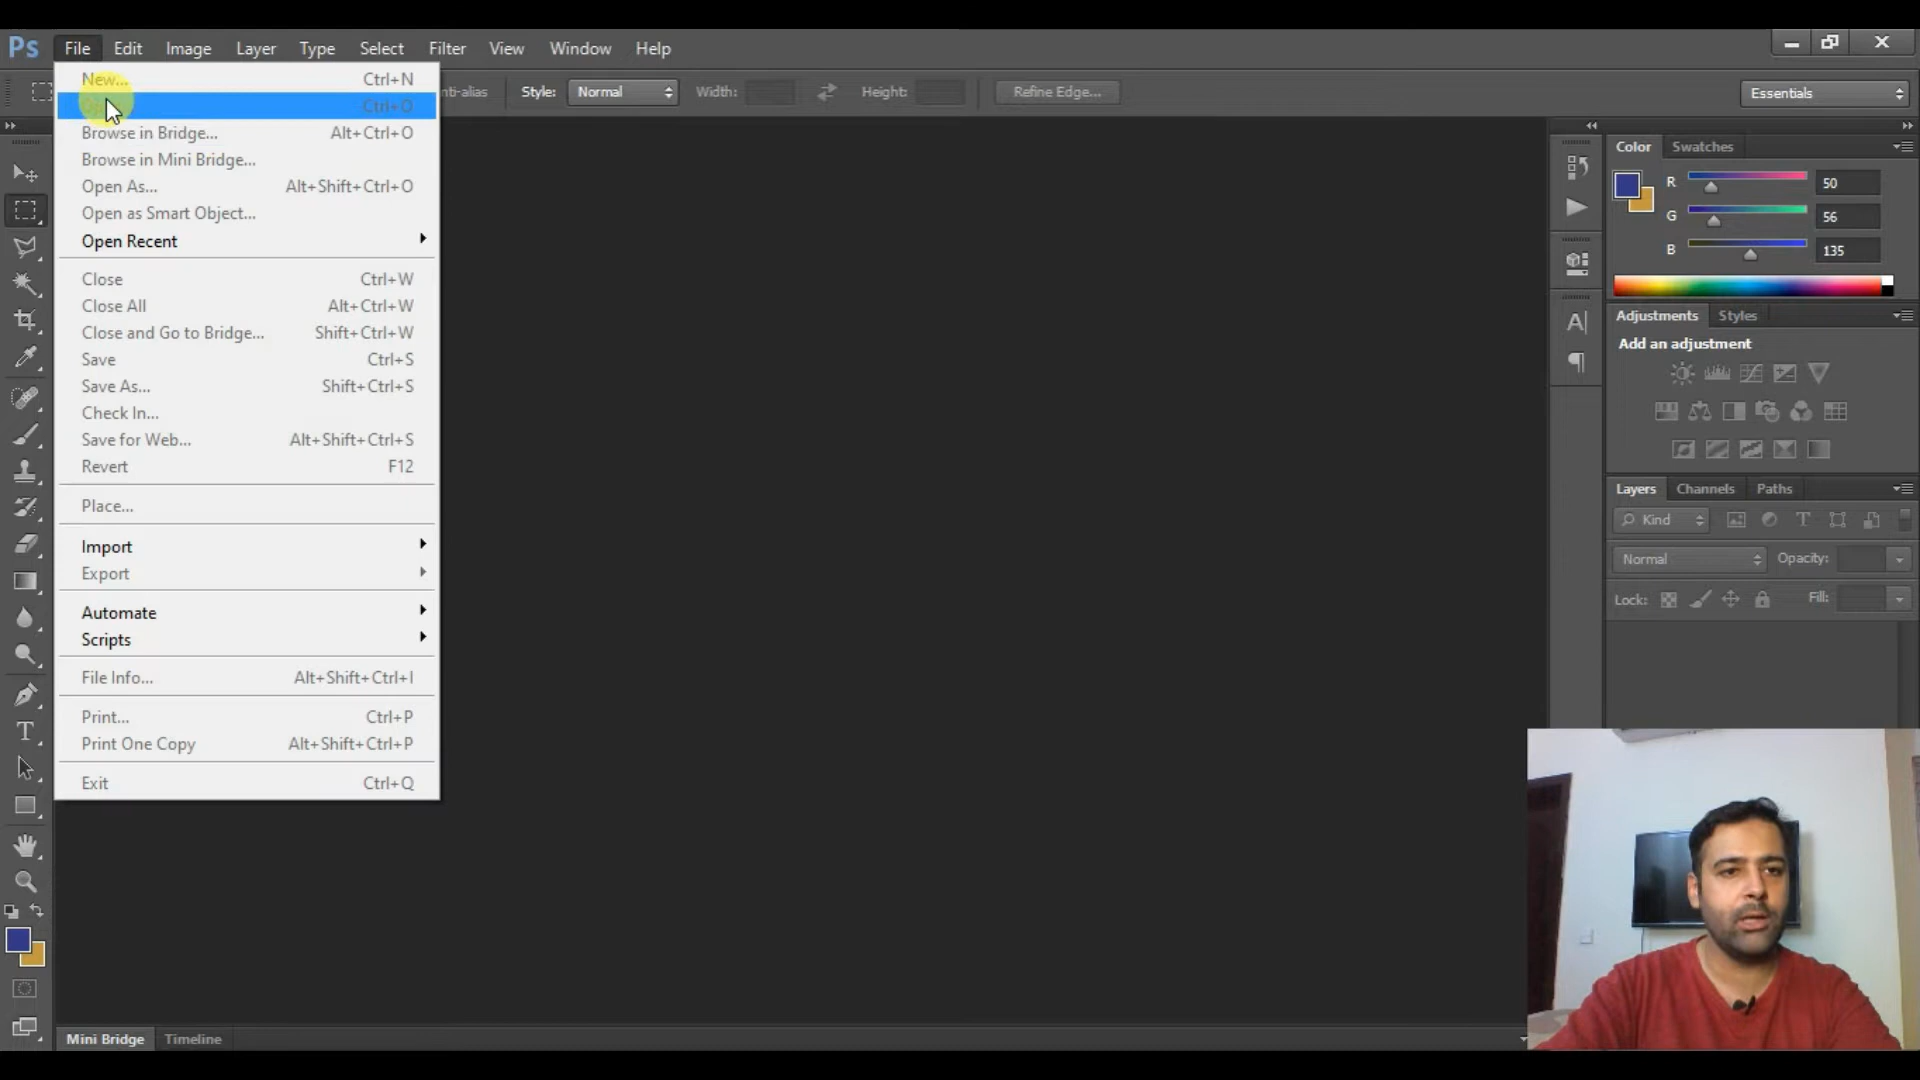 Ps File Edit Image Layer Type Select Filter View Window Help
New... Ctrl+N
Ctrl+O
Browse in Bridge... Alt+Ctrl+O
Browse in Mini Bridge...
Open As... Alt+Shift+Ctrl+O
Open as Smart Object...
Open Recent
Close Ctrl+W
Close All Alt+Ctrl+W
Close and Go to Bridge... Shift+Ctrl+W
Save Ctrl+S
Save As... Shift+Ctrl+S
Check In...
Save for Web... Alt+Shift+Ctrl+S
Revert F12
Place...
Import
Export
Automate
Scripts
File Info... Alt+Shift+Ctrl+I
Print... Ctrl+P
Print One Copy Alt+Shift+Ctrl+P
Exit Ctrl+Q
nti-alias Style: Normal Width: Height: Refine Edge... Essentials
Color Swatches
R 50
G 56
B 135
Adjustments Styles
Add an adjustment
Layers Channels Paths
Kind
Normal Opacity:
Lock: Fill:
Mini Bridge Timeline